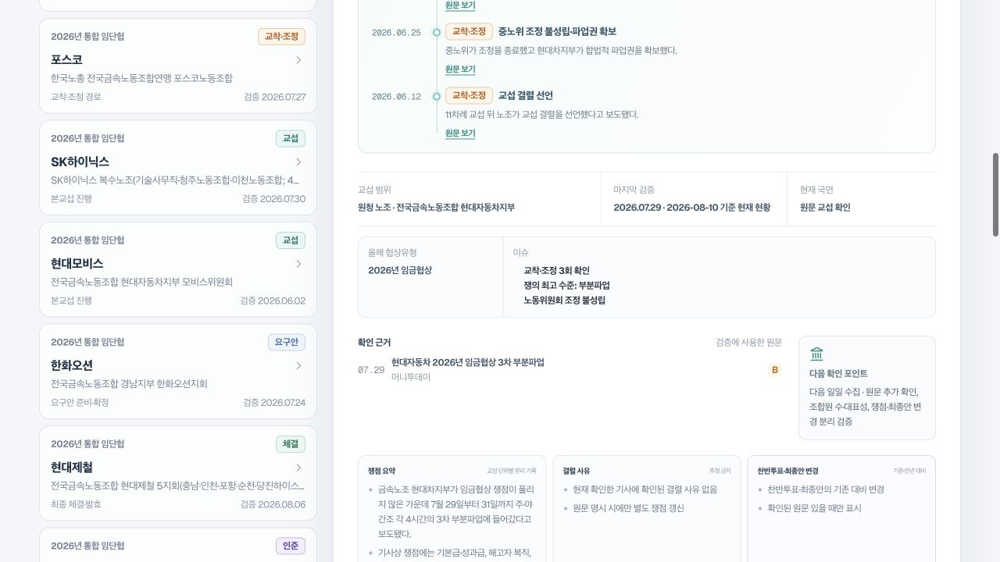 2026년 통합 임단협
교착·조정
포스코
한국노총 전국금속노동조합연맹 포스코노동조합
교착·조정 경로
검증 2026.07.27
2026년 통합 임단협
교섭
SK하이닉스
SK하이닉스 복수노조(기술사무직·청주노동조합·이천노동조합; 4...
본교섭 진행
검증 2026.07.30
2026년 통합 임단협
교섭
현대모비스
전국금속노동조합 현대자동차지부 모비스위원회
본교섭 진행
검증 2026.06.02
2026년 통합 임단협
요구안
한화오션
전국금속노동조합 경남지부 한화오션지회
요구안 준비·확정
검증 2026.07.24
2026년 통합 임단협
체결
현대제철
전국금속노동조합 현대제철 5지회(충남·인천·포항·순천·당진하이스...
최종 체결·발효
검증 2026.08.06
2026년 통합 임단협
인준
원문 보기
2026.06.25
교착·조정 중노위 조정 불성립·파업권 확보
중노위가 조정을 종료했고 현대차지부가 합법적 파업권을 확보했다.
원문 보기
2026.06.12
교착·조정 교섭 결렬 선언
11차례 교섭 뒤 노조가 교섭 결렬을 선언했다고 보도됐다.
원문 보기
교섭 범위
원청 노조 · 전국금속노동조합 현대자동차지부
마지막 검증
2026.07.29 · 2026-08-10 기준 현재 현황
현재 국면
원문 교섭 확인
올해 협상유형
2026년 임금협상
이슈
교착·조정 3회 확인
쟁의 최고 수준: 부분파업
노동위원회 조정 불성립
확인 근거
검증에 사용한 원문
07.29
현대자동차 2026년 임금협상 3차 부분파업
머니투데이
B
다음 확인 포인트
다음 일일 수집 · 원문 추가 확인,
조합원 수·대표성, 쟁점·최종안 변
경 분리 검증
쟁점 요약
교섭 단위별 분리 기록
금속노조 현대차지부가 임금협상 쟁점이 풀리
지 않은 가운데 7월 29일부터 31일까지 주·야
간조 각 4시간의 3차 부분파업에 들어갔다고
보도됐다.
기사상 쟁점에는 기본급·성과급, 해고자 복직,
결렬 사유
추정 금지
현재 확인한 기사에 확인된 결렬 사유 없음
원문 명시 시에만 별도 쟁점 갱신
찬반투표·최종안 변경
기존·전년 대비
찬반투표·최종안의 기존 대비 변경
확인된 원문 있을 때만 표시